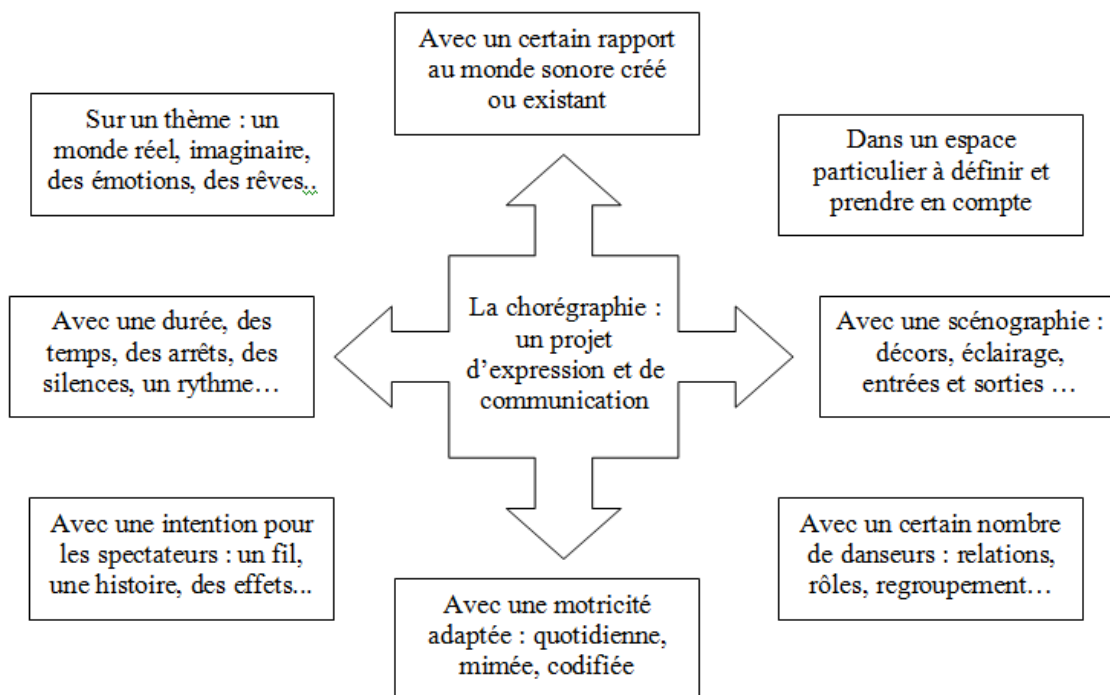 Avec un certain rapport
au monde sonore créé
ou existant
Sur un thème : un
monde réel, imaginaire,
des émotions, des rêves..
Dans un espace
particulier à définir et
prendre en compte
La chorégraphie :
un projet
d’expression et de
communication
Avec une durée, des
temps, des arrêts, des
silences, un rythme…
Avec une scénographie :
décors, éclairage,
entrées et sorties …
Avec une intention pour
les spectateurs : un fil,
une histoire, des effets...
Avec un certain nombre
de danseurs : relations,
rôles, regroupement…
Avec une motricité
adaptée : quotidienne,
mimée, codifiée